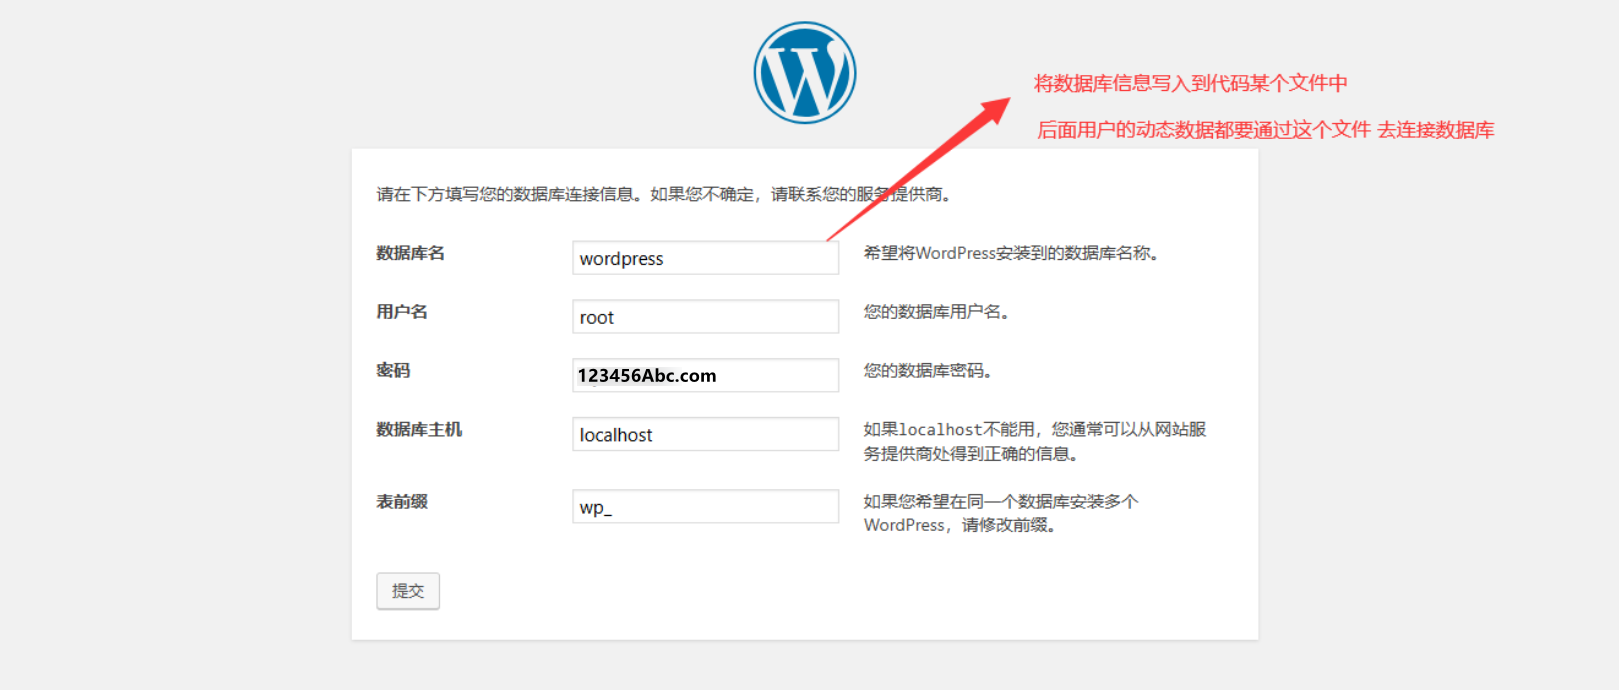 将数据库信息写入到代码某个文件中
后面用户的动态数据都要通过这个文件 去连接数据库
请在下方填写您的数据库连接信息。如果您不确定，请联系您的服务提供商。
数据库名 wordpress 希望将WordPress安装到的数据库名称。
用户名 root 您的数据库用户名。
密码 123456Abc.com 您的数据库密码。
数据库主机 localhost 如果localhost不能用，您通常可以从网站服
务提供商处得到正确的信息。
表前缀 wp_ 如果您希望在同一个数据库安装多个
WordPress，请修改前缀。
提交